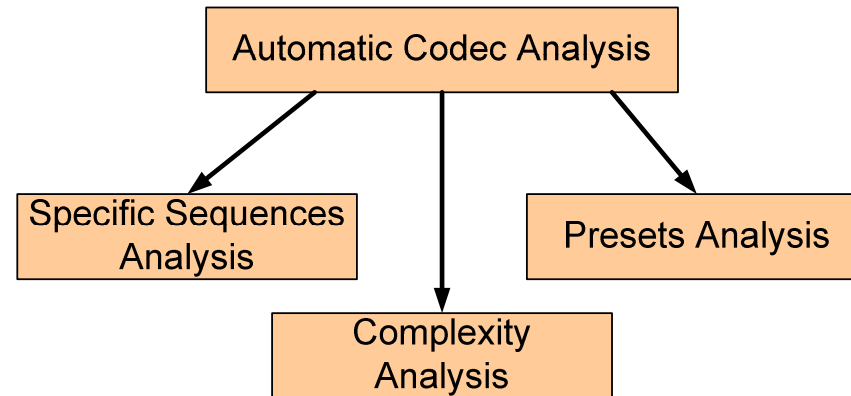 Automatic Codec Analysis
Specific Sequences
Analysis
Presets Analysis
Complexity
Analysis